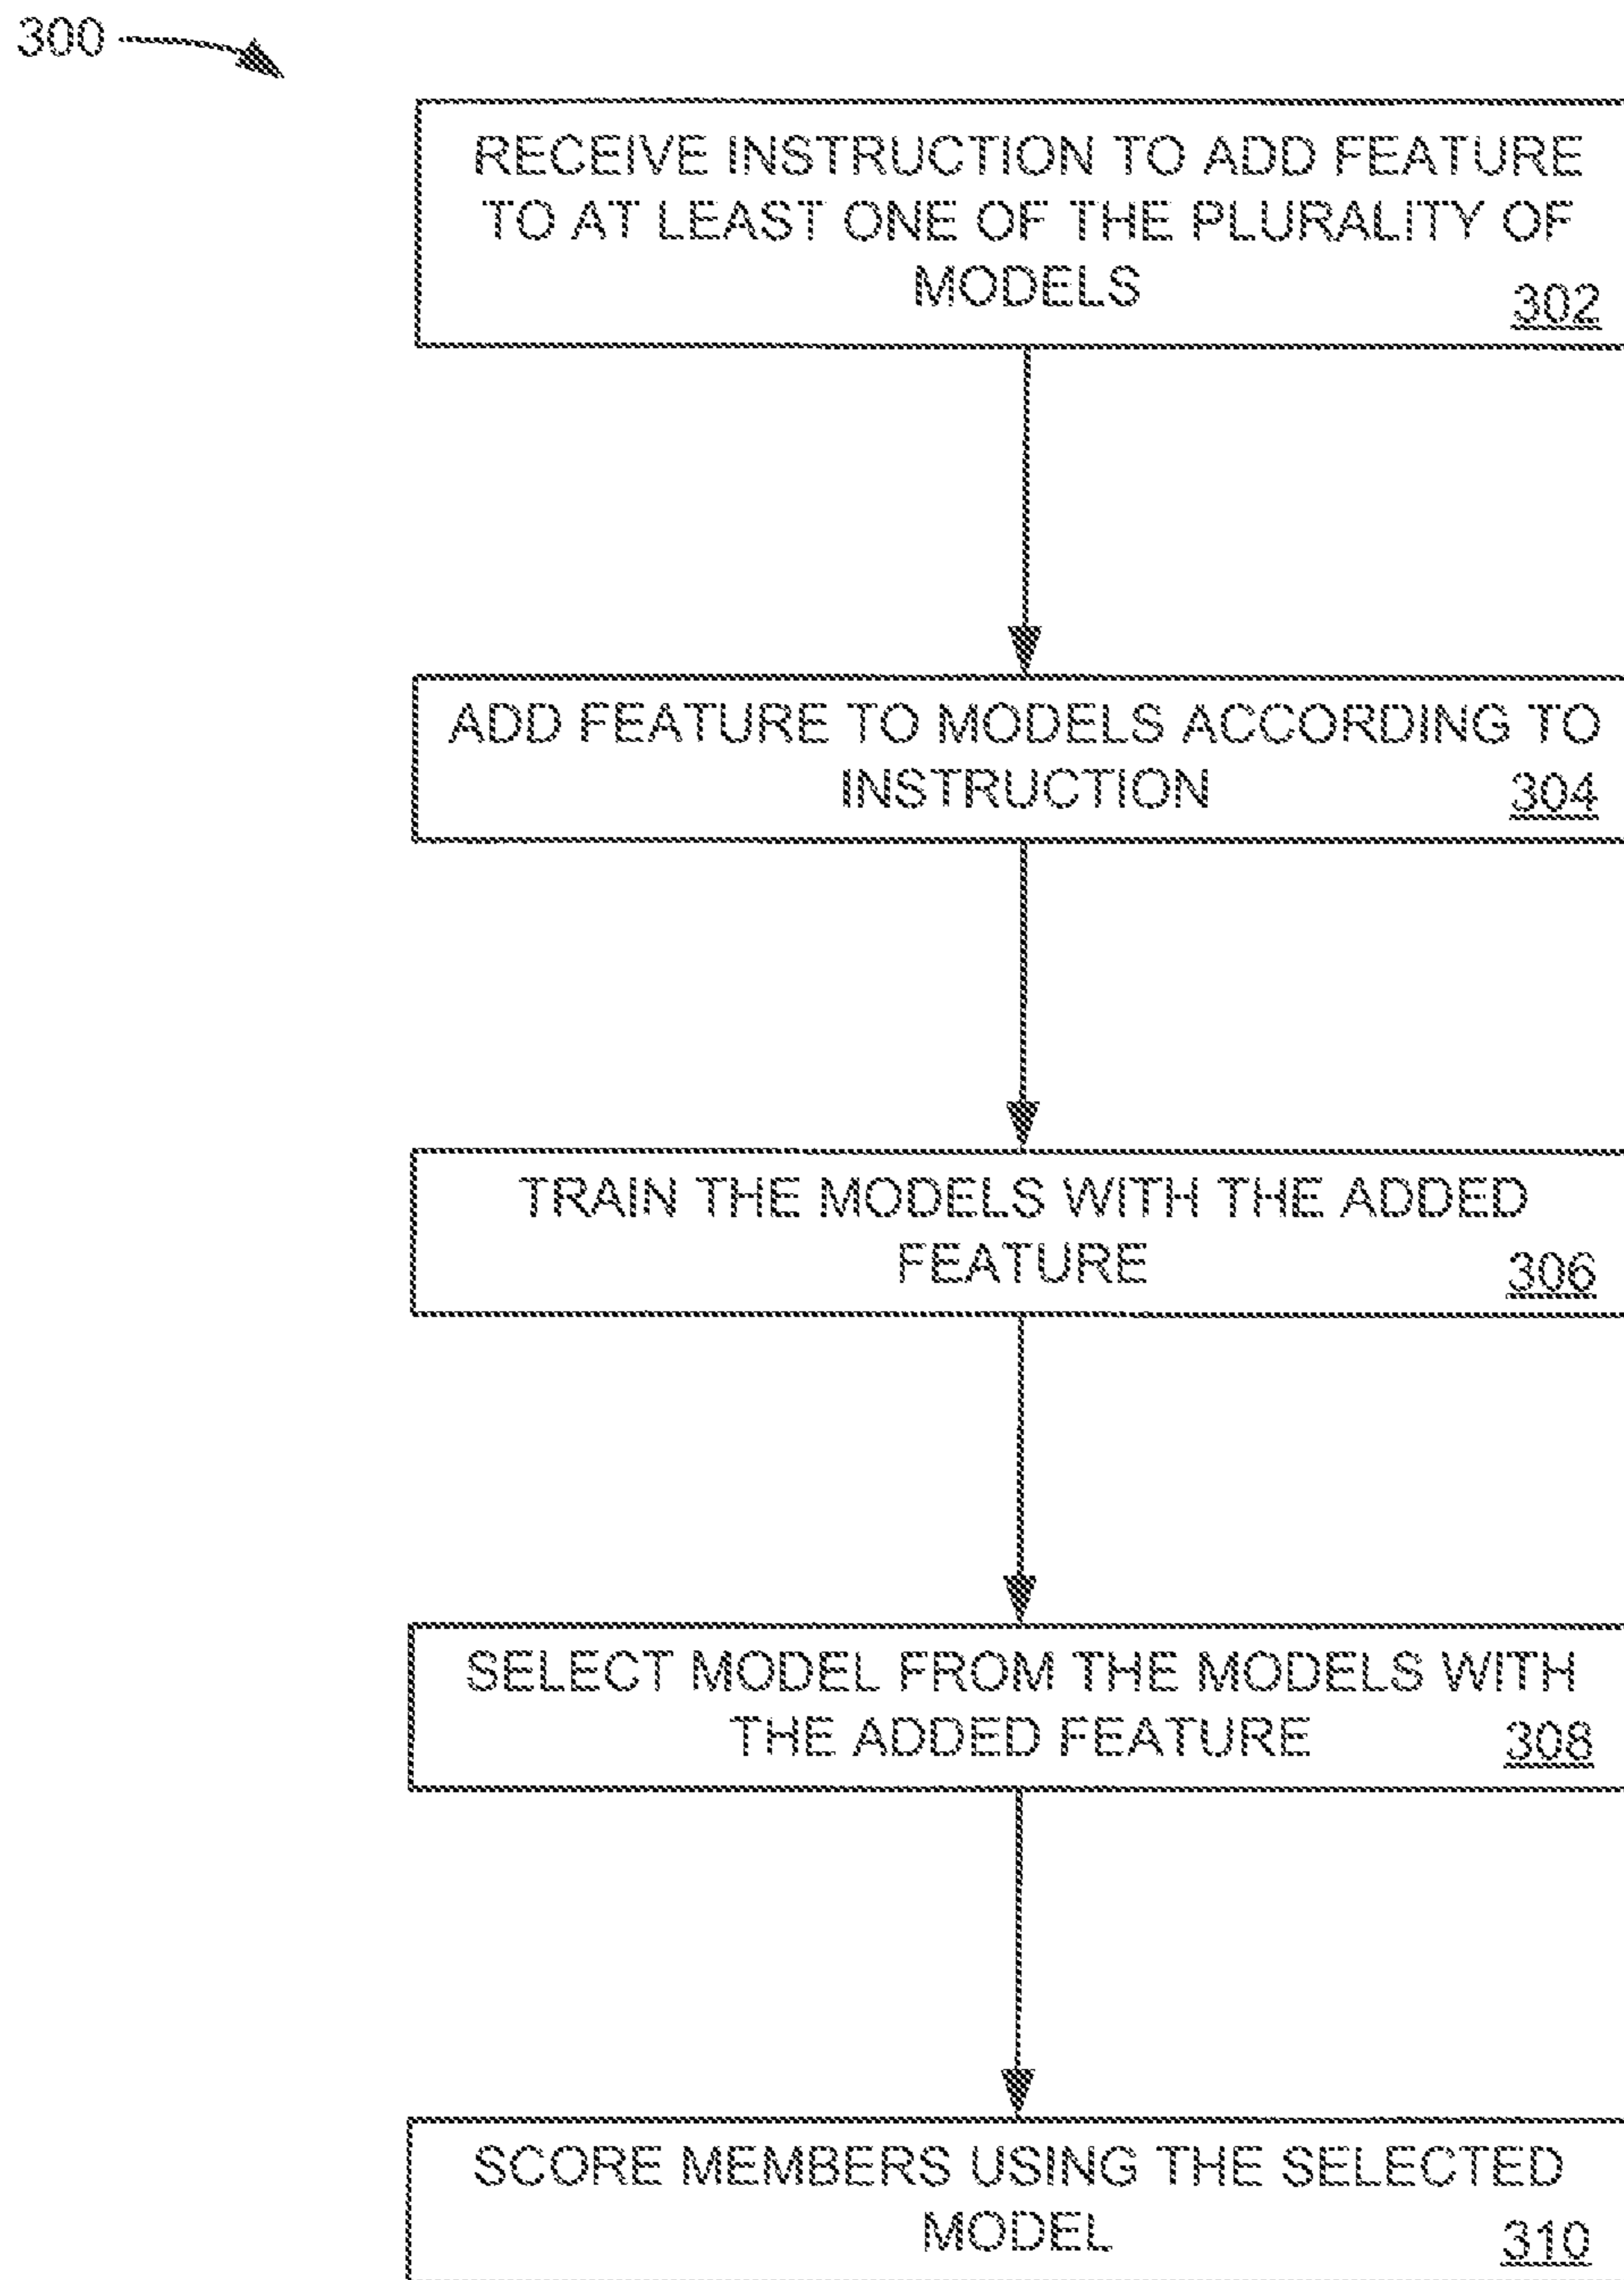 300
RECEIVE INSTRUCTION TO ADD FEATURE
TO AT LEAST ONE OF THE PLURALITY OF
MODELS
302
ADD FEATURE TO MODELS ACCORDING TO
INSTRUCTION
304
TRAIN THE MODELS WITH THE ADDED
FEATURE
306
SELECT MODEL FROM THE MODELS WITH
THE ADDED FEATURE
308
SCORE MEMBERS USING THE SELECTED
MODEL
310